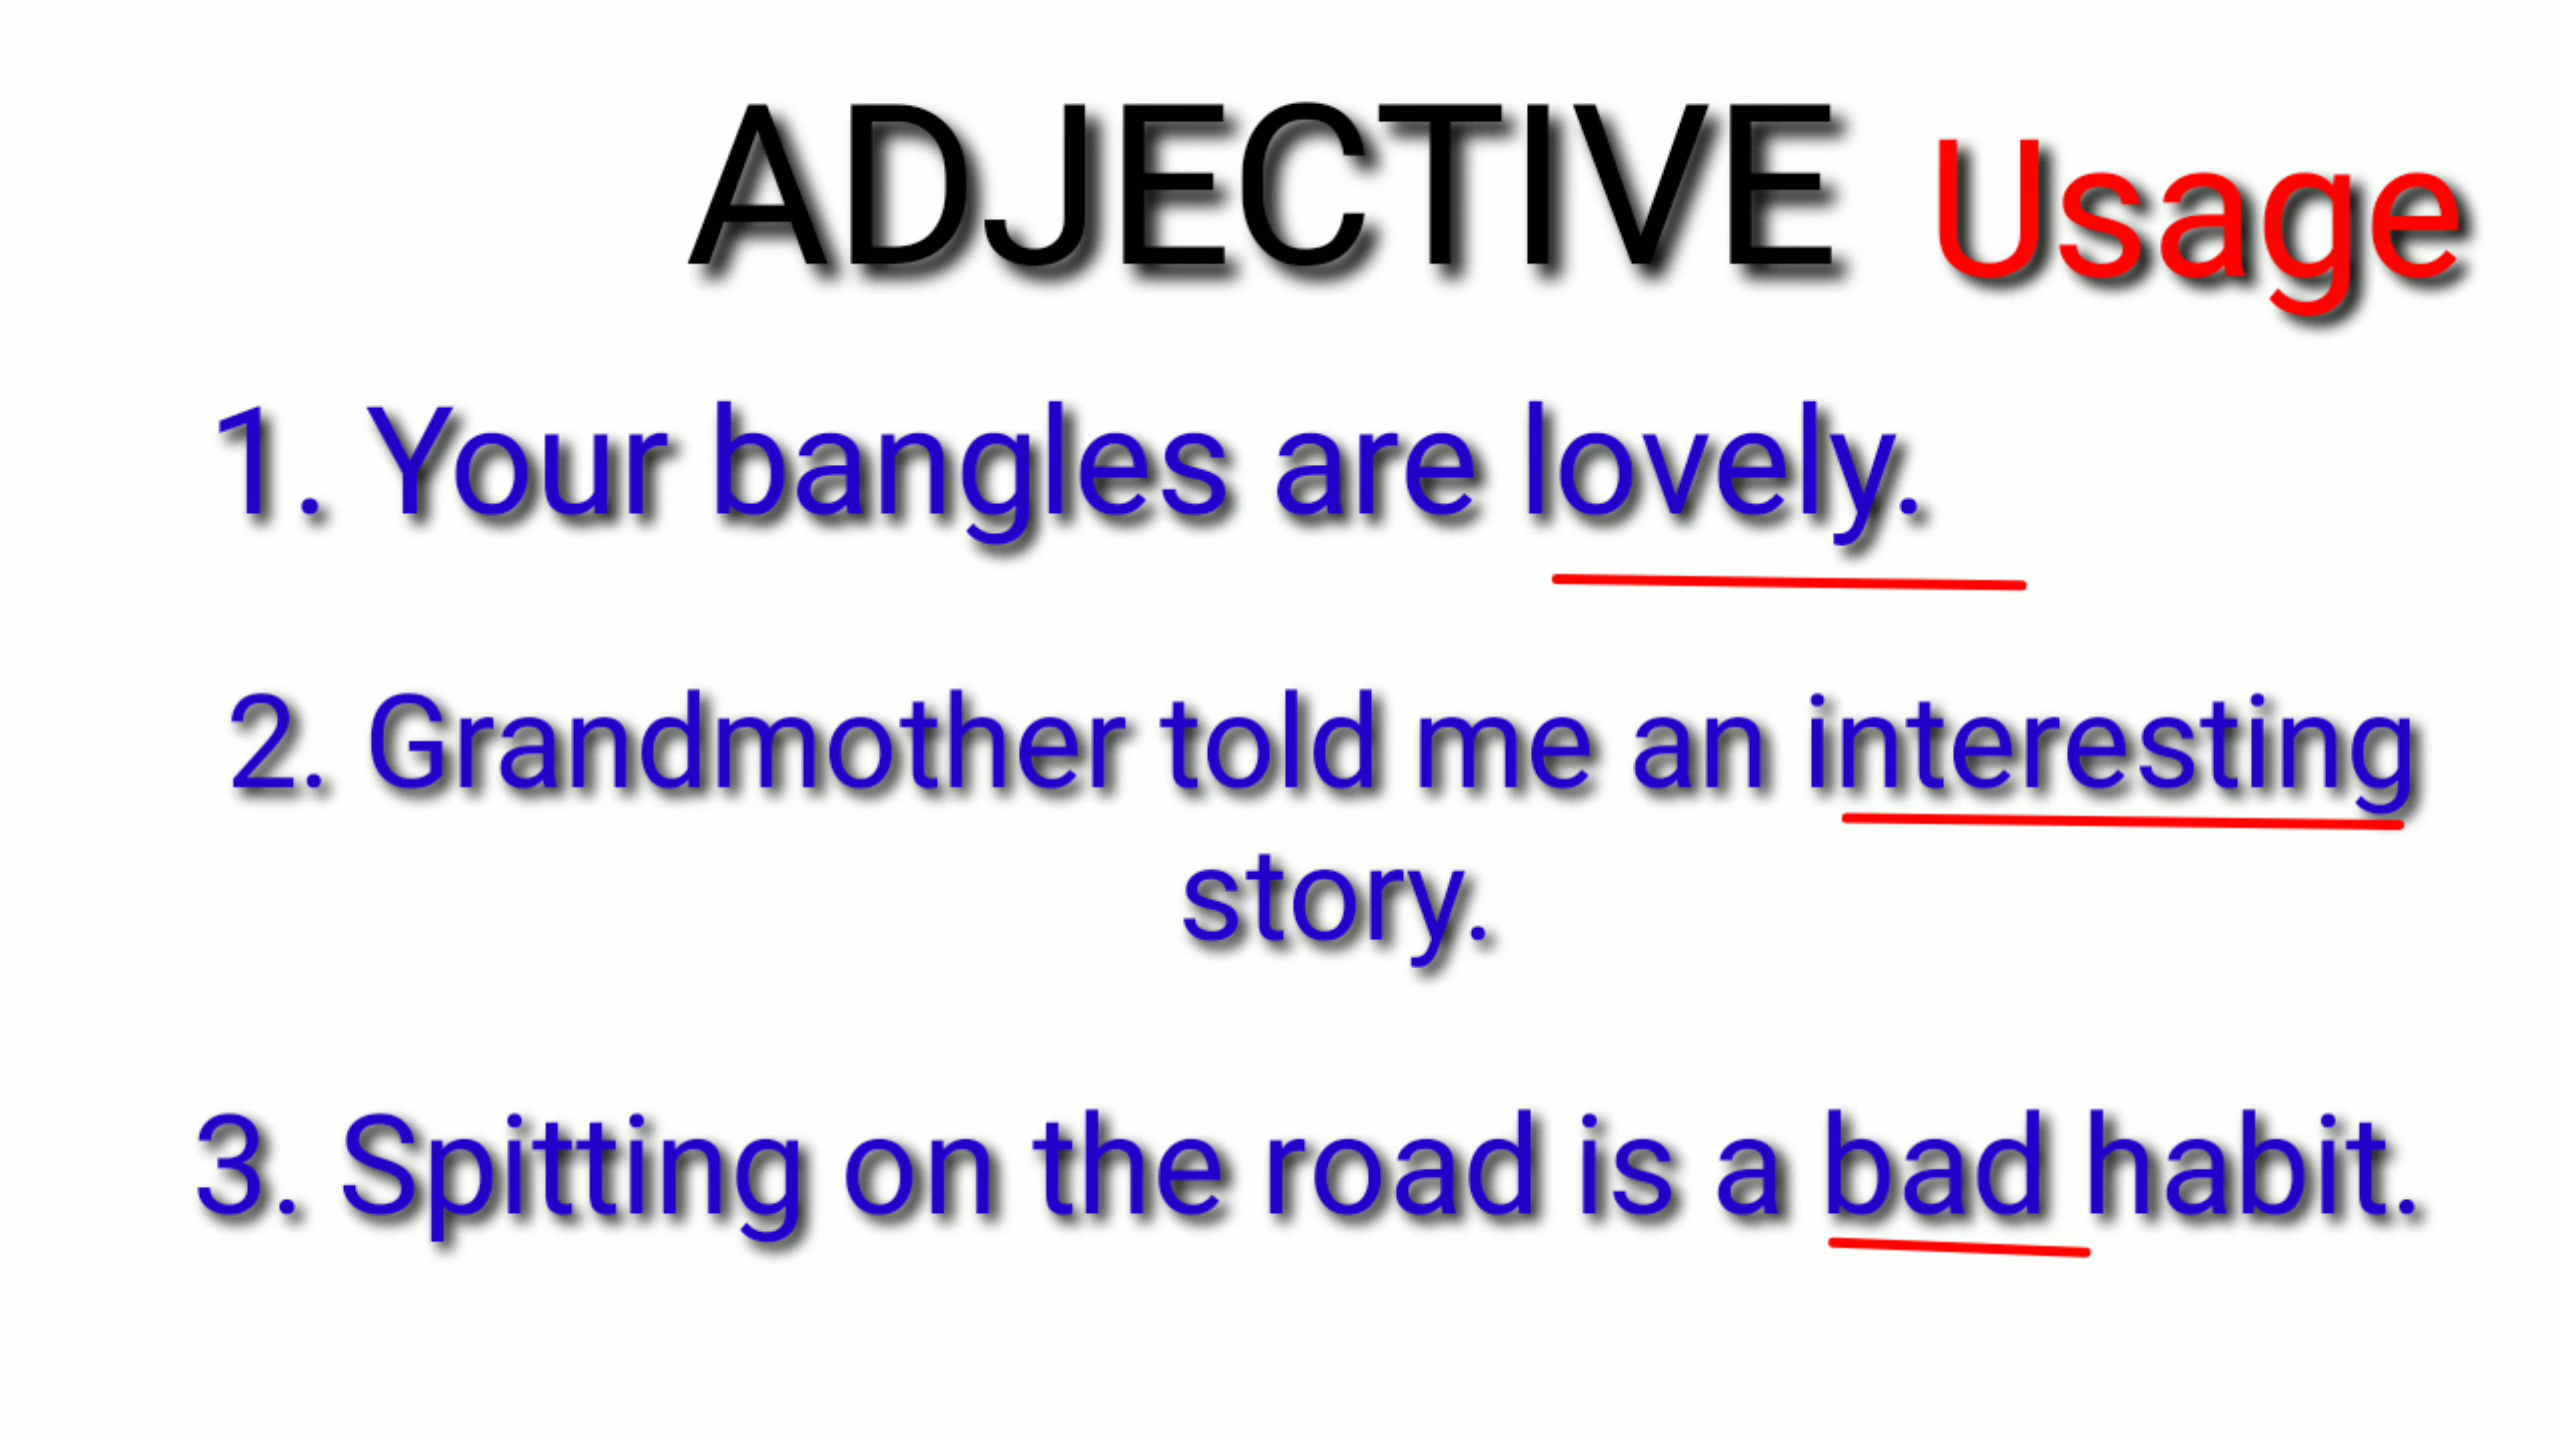 ADJECTIVE Usage
1. Your bangles are lovely.
2. Grandmother told me an interesting
story.
3. Spitting on the road is a bad habit.